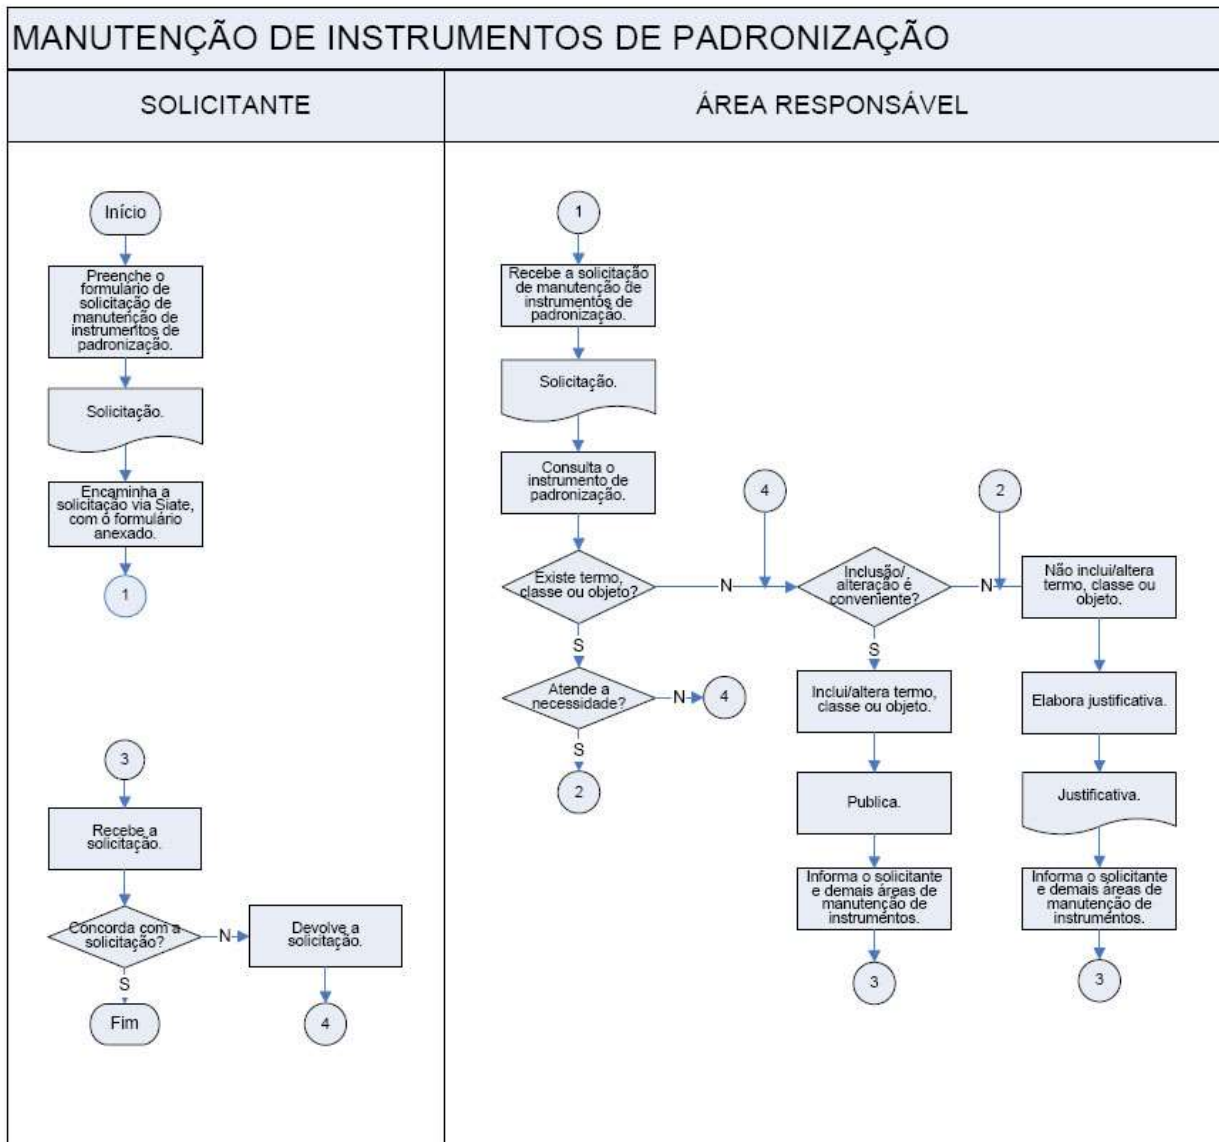 MANUTENÇÃO DE INSTRUMENTOS DE PADRONIZAÇÃO
SOLICITANTE
ÁREA RESPONSÁVEL
Início
Preenche o
formulário de
solicitação de
manutenção de
instrumentos de
padronização.
Solicitação.
Encaminha a
solicitação via Siate,
com o formulário
anexado.
1
3
Recebe a
solicitação.
Concorda com a
solicitação?
N
Devolve a
solicitação.
S
Fim
4
1
Recebe a solicitação
de manutenção de
instrumentos de
padronização.
Solicitação.
Consulta o
instrumento de
padronização.
Existe termo,
classe ou objeto?
N
S
Atende a
necessidade?
N
4
S
2
4
Inclusão/
alteração é
conveniente?
N
S
Inclui/altera termo,
classe ou objeto.
Publica.
Informa o solicitante
e demais áreas de
manutenção de
instrumentos.
3
2
Não inclui/altera
termo, classe ou
objeto.
Elabora justificativa.
Justificativa.
Informa o solicitante
e demais áreas de
manutenção de
instrumentos.
3